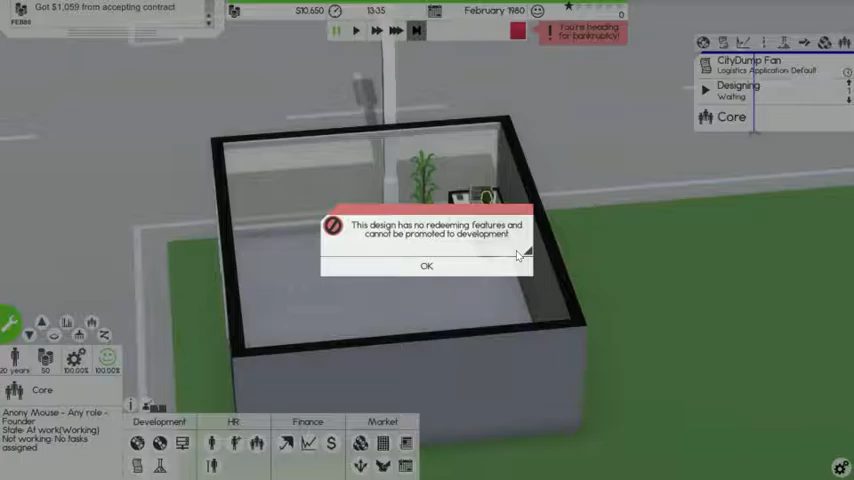 Got $1,059 from accepting contract
FEB80
$10,650
13:35
February 1980
0
You're heading
for bankruptcy!
CityDump Fan
Logistics Application Default
Designing
Waiting
1
Core
This design has no redeeming features and
cannot be promoted to development
OK
20 years
$0
100.00%
100.00%
Core
Anony Mouse - Any role -
Founder
State: At work(Working)
Not working: No tasks
assigned
Development
HR
Finance
Market